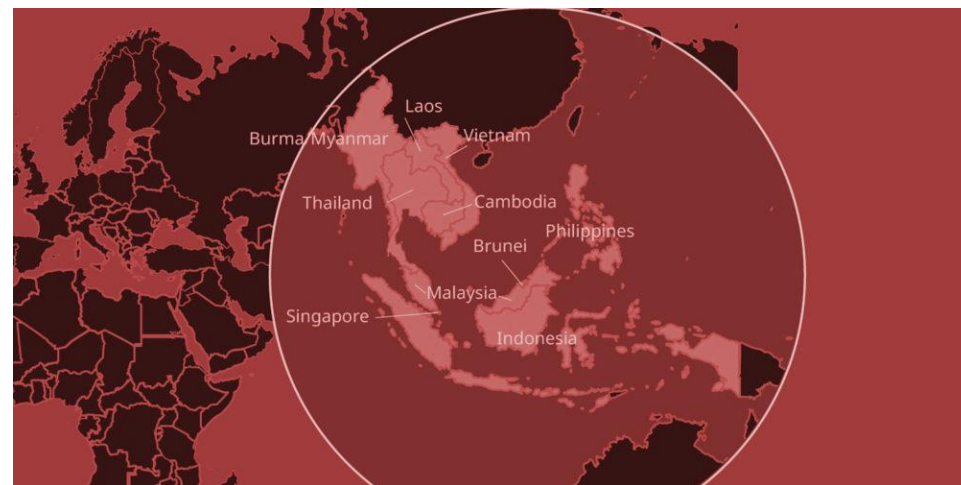 Laos
Burma/Myanmar
Vietnam
Thailand
Cambodia
Philippines
Brunei
Malaysia
Singapore
Indonesia